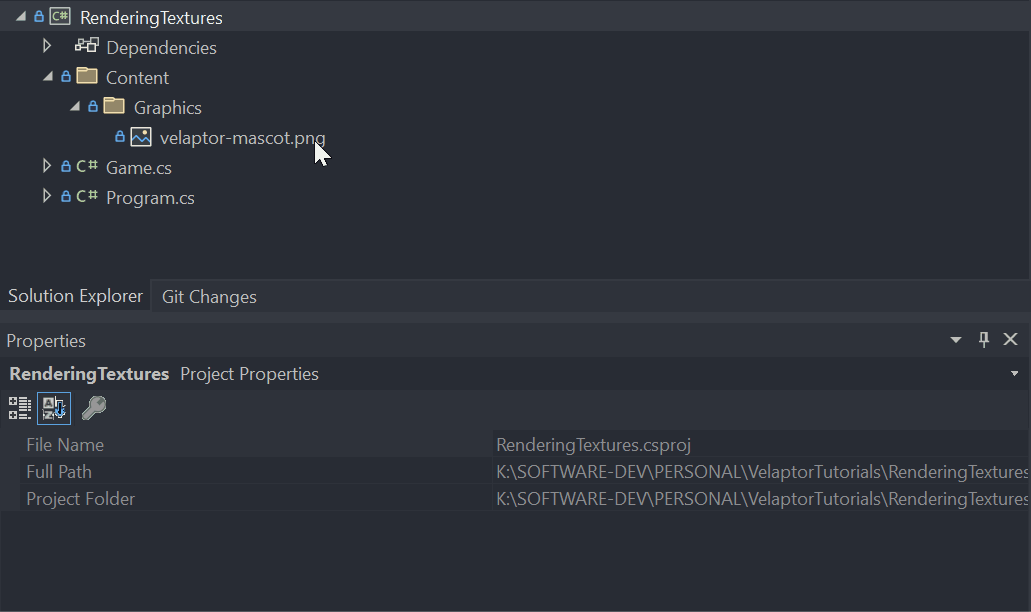 C# RenderingTextures
Dependencies
Content
Graphics
velaptor-mascot.png
C# Game.cs
C# Program.cs
Solution Explorer Git Changes
Properties
RenderingTextures Project Properties
File Name RenderingTextures.csproj
Full Path K:\SOFTWARE-DEV\PERSONAL\VelaptorTutorials\RenderingTextures
Project Folder K:\SOFTWARE-DEV\PERSONAL\VelaptorTutorials\RenderingTextures